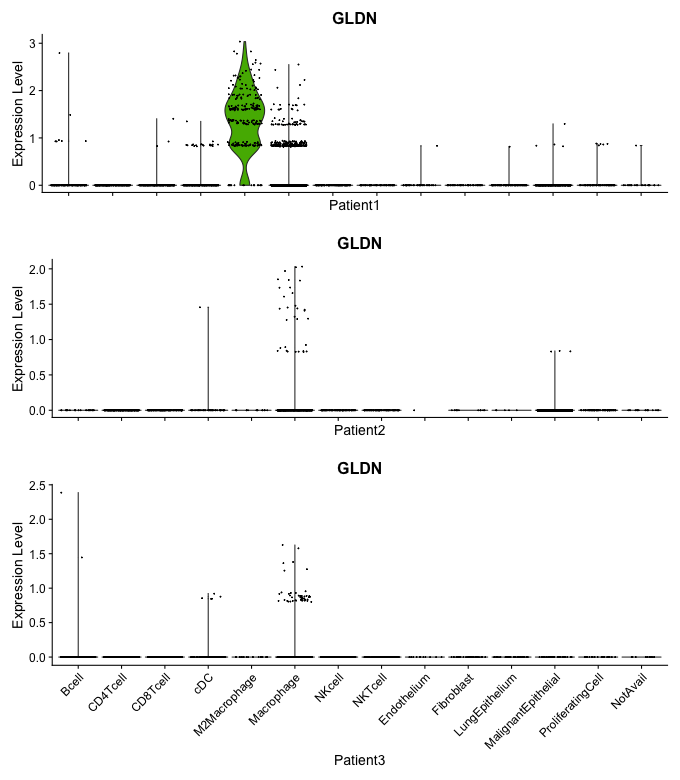 GLDN
Expression Level
3
2
1
0
Patient1
GLDN
Expression Level
2.0
1.5
1.0
0.5
0.0
Patient2
GLDN
Expression Level
2.5
2.0
1.5
1.0
0.5
0.0
Bcell
CD4Tcell
CD8Tcell
cDC
M2Macrophage
Macrophage
NKcell
NKTcell
Endothelium
Fibroblast
LungEpithelium
MalignantEpithelial
ProliferatingCell
NotAvail
Patient3